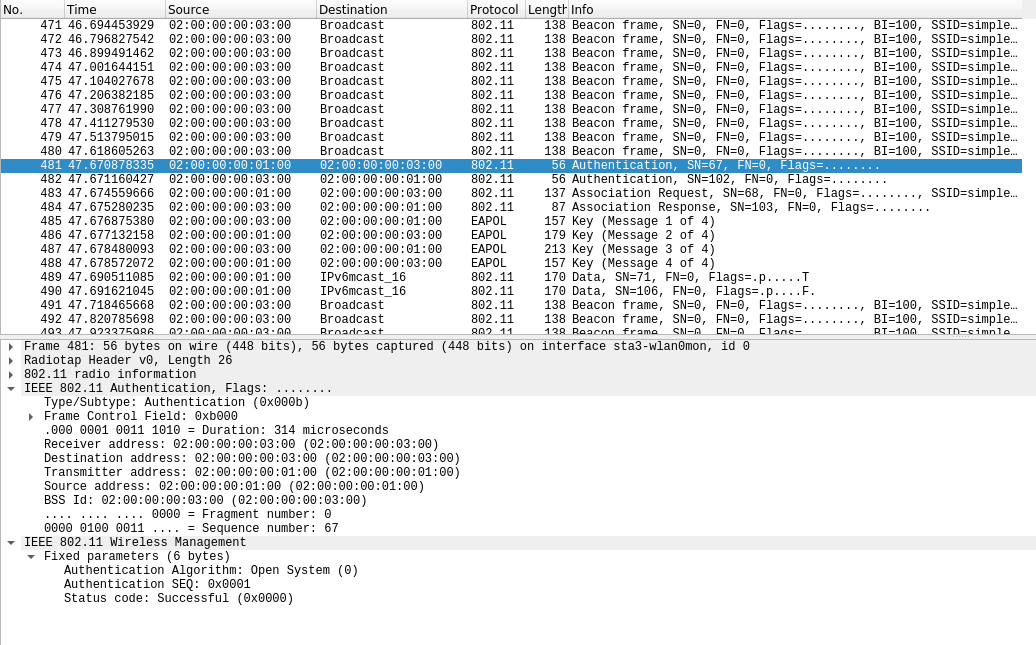 No. Time Source Destination Protocol Length Info
471 46.694453929 02:00:00:00:03:00 Broadcast 802.11 138 Beacon frame, SN=0, FN=0, Flags=........, BI=100, SSID=simple…
472 46.796827542 02:00:00:00:03:00 Broadcast 802.11 138 Beacon frame, SN=0, FN=0, Flags=........, BI=100, SSID=simple…
473 46.899491462 02:00:00:00:03:00 Broadcast 802.11 138 Beacon frame, SN=0, FN=0, Flags=........, BI=100, SSID=simple…
474 47.001644151 02:00:00:00:03:00 Broadcast 802.11 138 Beacon frame, SN=0, FN=0, Flags=........, BI=100, SSID=simple…
475 47.104027678 02:00:00:00:03:00 Broadcast 802.11 138 Beacon frame, SN=0, FN=0, Flags=........, BI=100, SSID=simple…
476 47.206382185 02:00:00:00:03:00 Broadcast 802.11 138 Beacon frame, SN=0, FN=0, Flags=........, BI=100, SSID=simple…
477 47.308761990 02:00:00:00:03:00 Broadcast 802.11 138 Beacon frame, SN=0, FN=0, Flags=........, BI=100, SSID=simple…
478 47.411279530 02:00:00:00:03:00 Broadcast 802.11 138 Beacon frame, SN=0, FN=0, Flags=........, BI=100, SSID=simple…
479 47.513795015 02:00:00:00:03:00 Broadcast 802.11 138 Beacon frame, SN=0, FN=0, Flags=........, BI=100, SSID=simple…
480 47.618605263 02:00:00:00:03:00 Broadcast 802.11 138 Beacon frame, SN=0, FN=0, Flags=........, BI=100, SSID=simple…
481 47.670878335 02:00:00:00:01:00 02:00:00:00:03:00 802.11 56 Authentication, SN=67, FN=0, Flags=........
482 47.671160427 02:00:00:00:03:00 02:00:00:00:01:00 802.11 56 Authentication, SN=102, FN=0, Flags=........
483 47.674559666 02:00:00:00:01:00 02:00:00:00:03:00 802.11 137 Association Request, SN=68, FN=0, Flags=........, SSID=simple…
484 47.675280235 02:00:00:00:03:00 02:00:00:00:01:00 802.11 87 Association Response, SN=103, FN=0, Flags=........
485 47.676875380 02:00:00:00:03:00 02:00:00:00:01:00 EAPOL 157 Key (Message 1 of 4)
486 47.677132158 02:00:00:00:01:00 02:00:00:00:03:00 EAPOL 179 Key (Message 2 of 4)
487 47.678480093 02:00:00:00:03:00 02:00:00:00:01:00 EAPOL 213 Key (Message 3 of 4)
488 47.678572072 02:00:00:00:01:00 02:00:00:00:03:00 EAPOL 157 Key (Message 4 of 4)
489 47.690511085 02:00:00:00:01:00 IPv6mcast_16 802.11 170 Data, SN=71, FN=0, Flags=.p.....T
490 47.691621045 02:00:00:00:01:00 IPv6mcast_16 802.11 170 Data, SN=106, FN=0, Flags=.p....F.
491 47.718465668 02:00:00:00:03:00 Broadcast 802.11 138 Beacon frame, SN=0, FN=0, Flags=........, BI=100, SSID=simple…
492 47.820785698 02:00:00:00:03:00 Broadcast 802.11 138 Beacon frame, SN=0, FN=0, Flags=........, BI=100, SSID=simple…
493 47.923375986 02:00:00:00:03:00 Broadcast 802.11 138 Beacon frame, SN=0, FN=0, Flags=........, BI=100, SSID=simple…
Frame 481: 56 bytes on wire (448 bits), 56 bytes captured (448 bits) on interface sta3-wlan0mon, id 0
Radiotap Header v0, Length 26
802.11 radio information
IEEE 802.11 Authentication, Flags: ........
Type/Subtype: Authentication (0x000b)
Frame Control Field: 0xb000
.000 0001 0011 1010 = Duration: 314 microseconds
Receiver address: 02:00:00:00:03:00 (02:00:00:00:03:00)
Destination address: 02:00:00:00:03:00 (02:00:00:00:03:00)
Transmitter address: 02:00:00:00:01:00 (02:00:00:00:01:00)
Source address: 02:00:00:00:01:00 (02:00:00:00:01:00)
BSS Id: 02:00:00:00:03:00 (02:00:00:00:03:00)
.... .... .... 0000 = Fragment number: 0
0000 0100 0011 .... = Sequence number: 67
IEEE 802.11 Wireless Management
Fixed parameters (6 bytes)
Authentication Algorithm: Open System (0)
Authentication SEQ: 0x0001
Status code: Successful (0x0000)